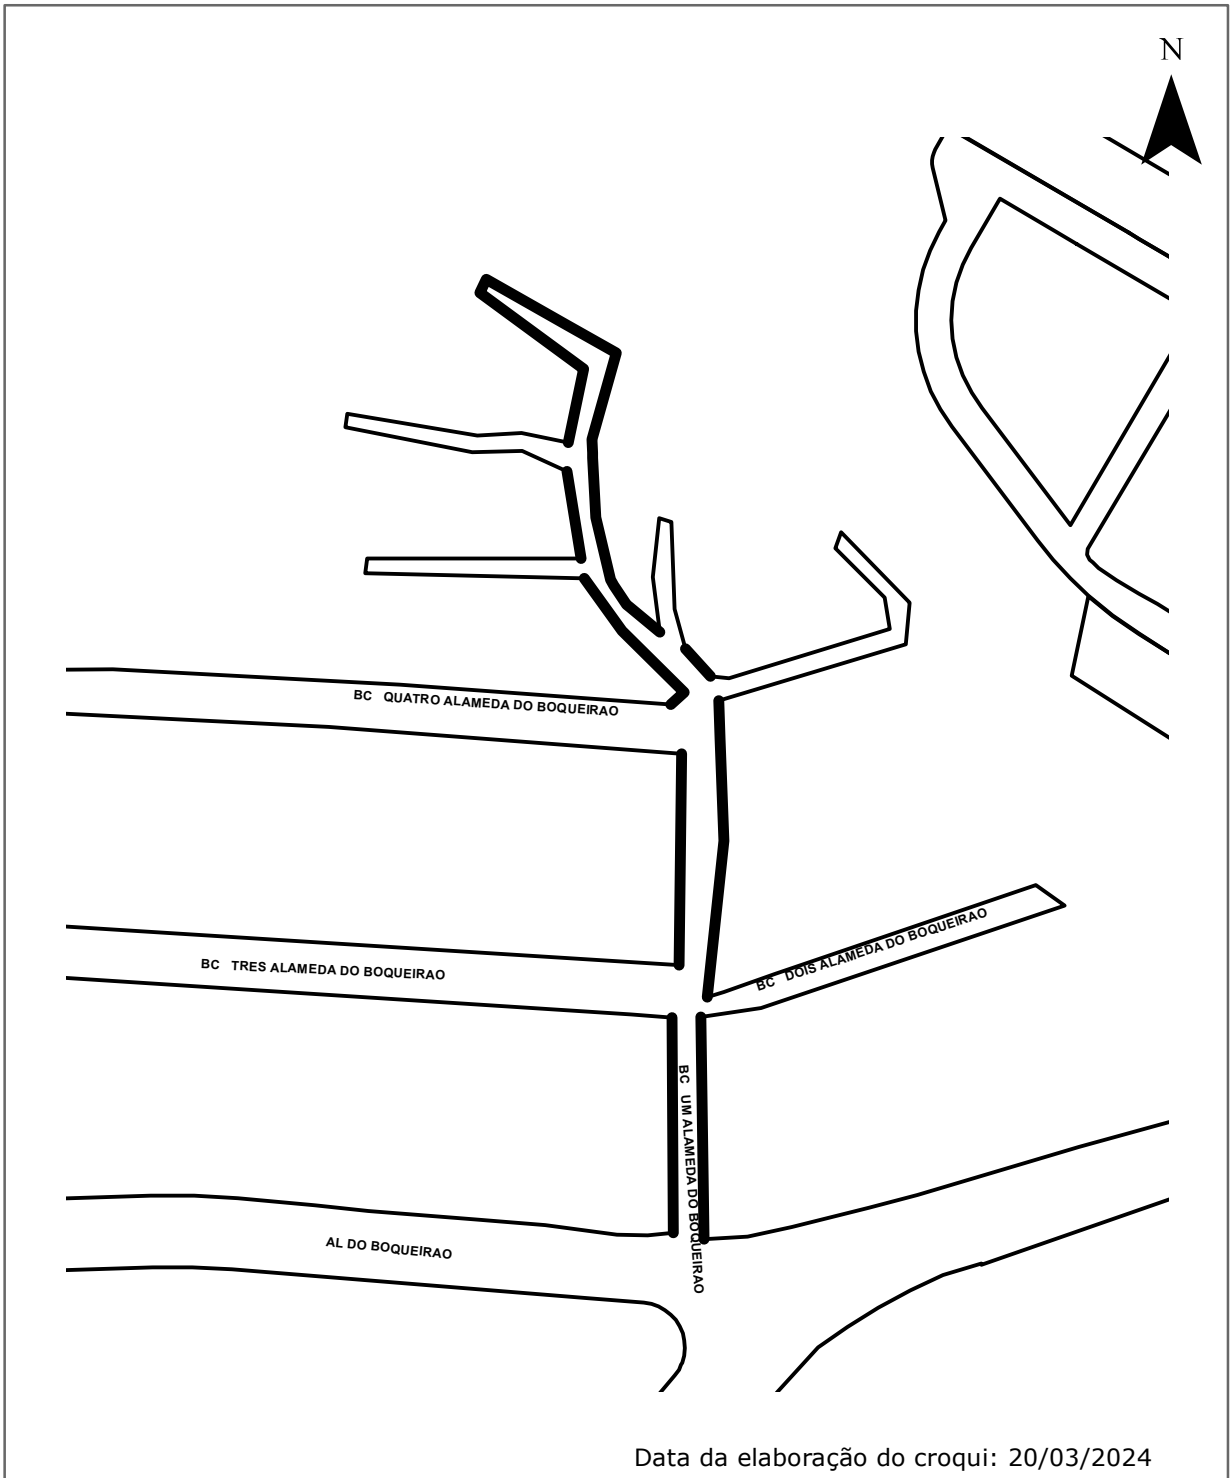 N
BC QUATRO ALAMEDA DO BOQUEIRAO
BC DOIS ALAMEDA DO BOQUEIRAO
BC TRES ALAMEDA DO BOQUEIRAO
BC UM ALAMEDA DO BOQUEIRAO
AL DO BOQUEIRAO
Data da elaboração do croqui: 20/03/2024